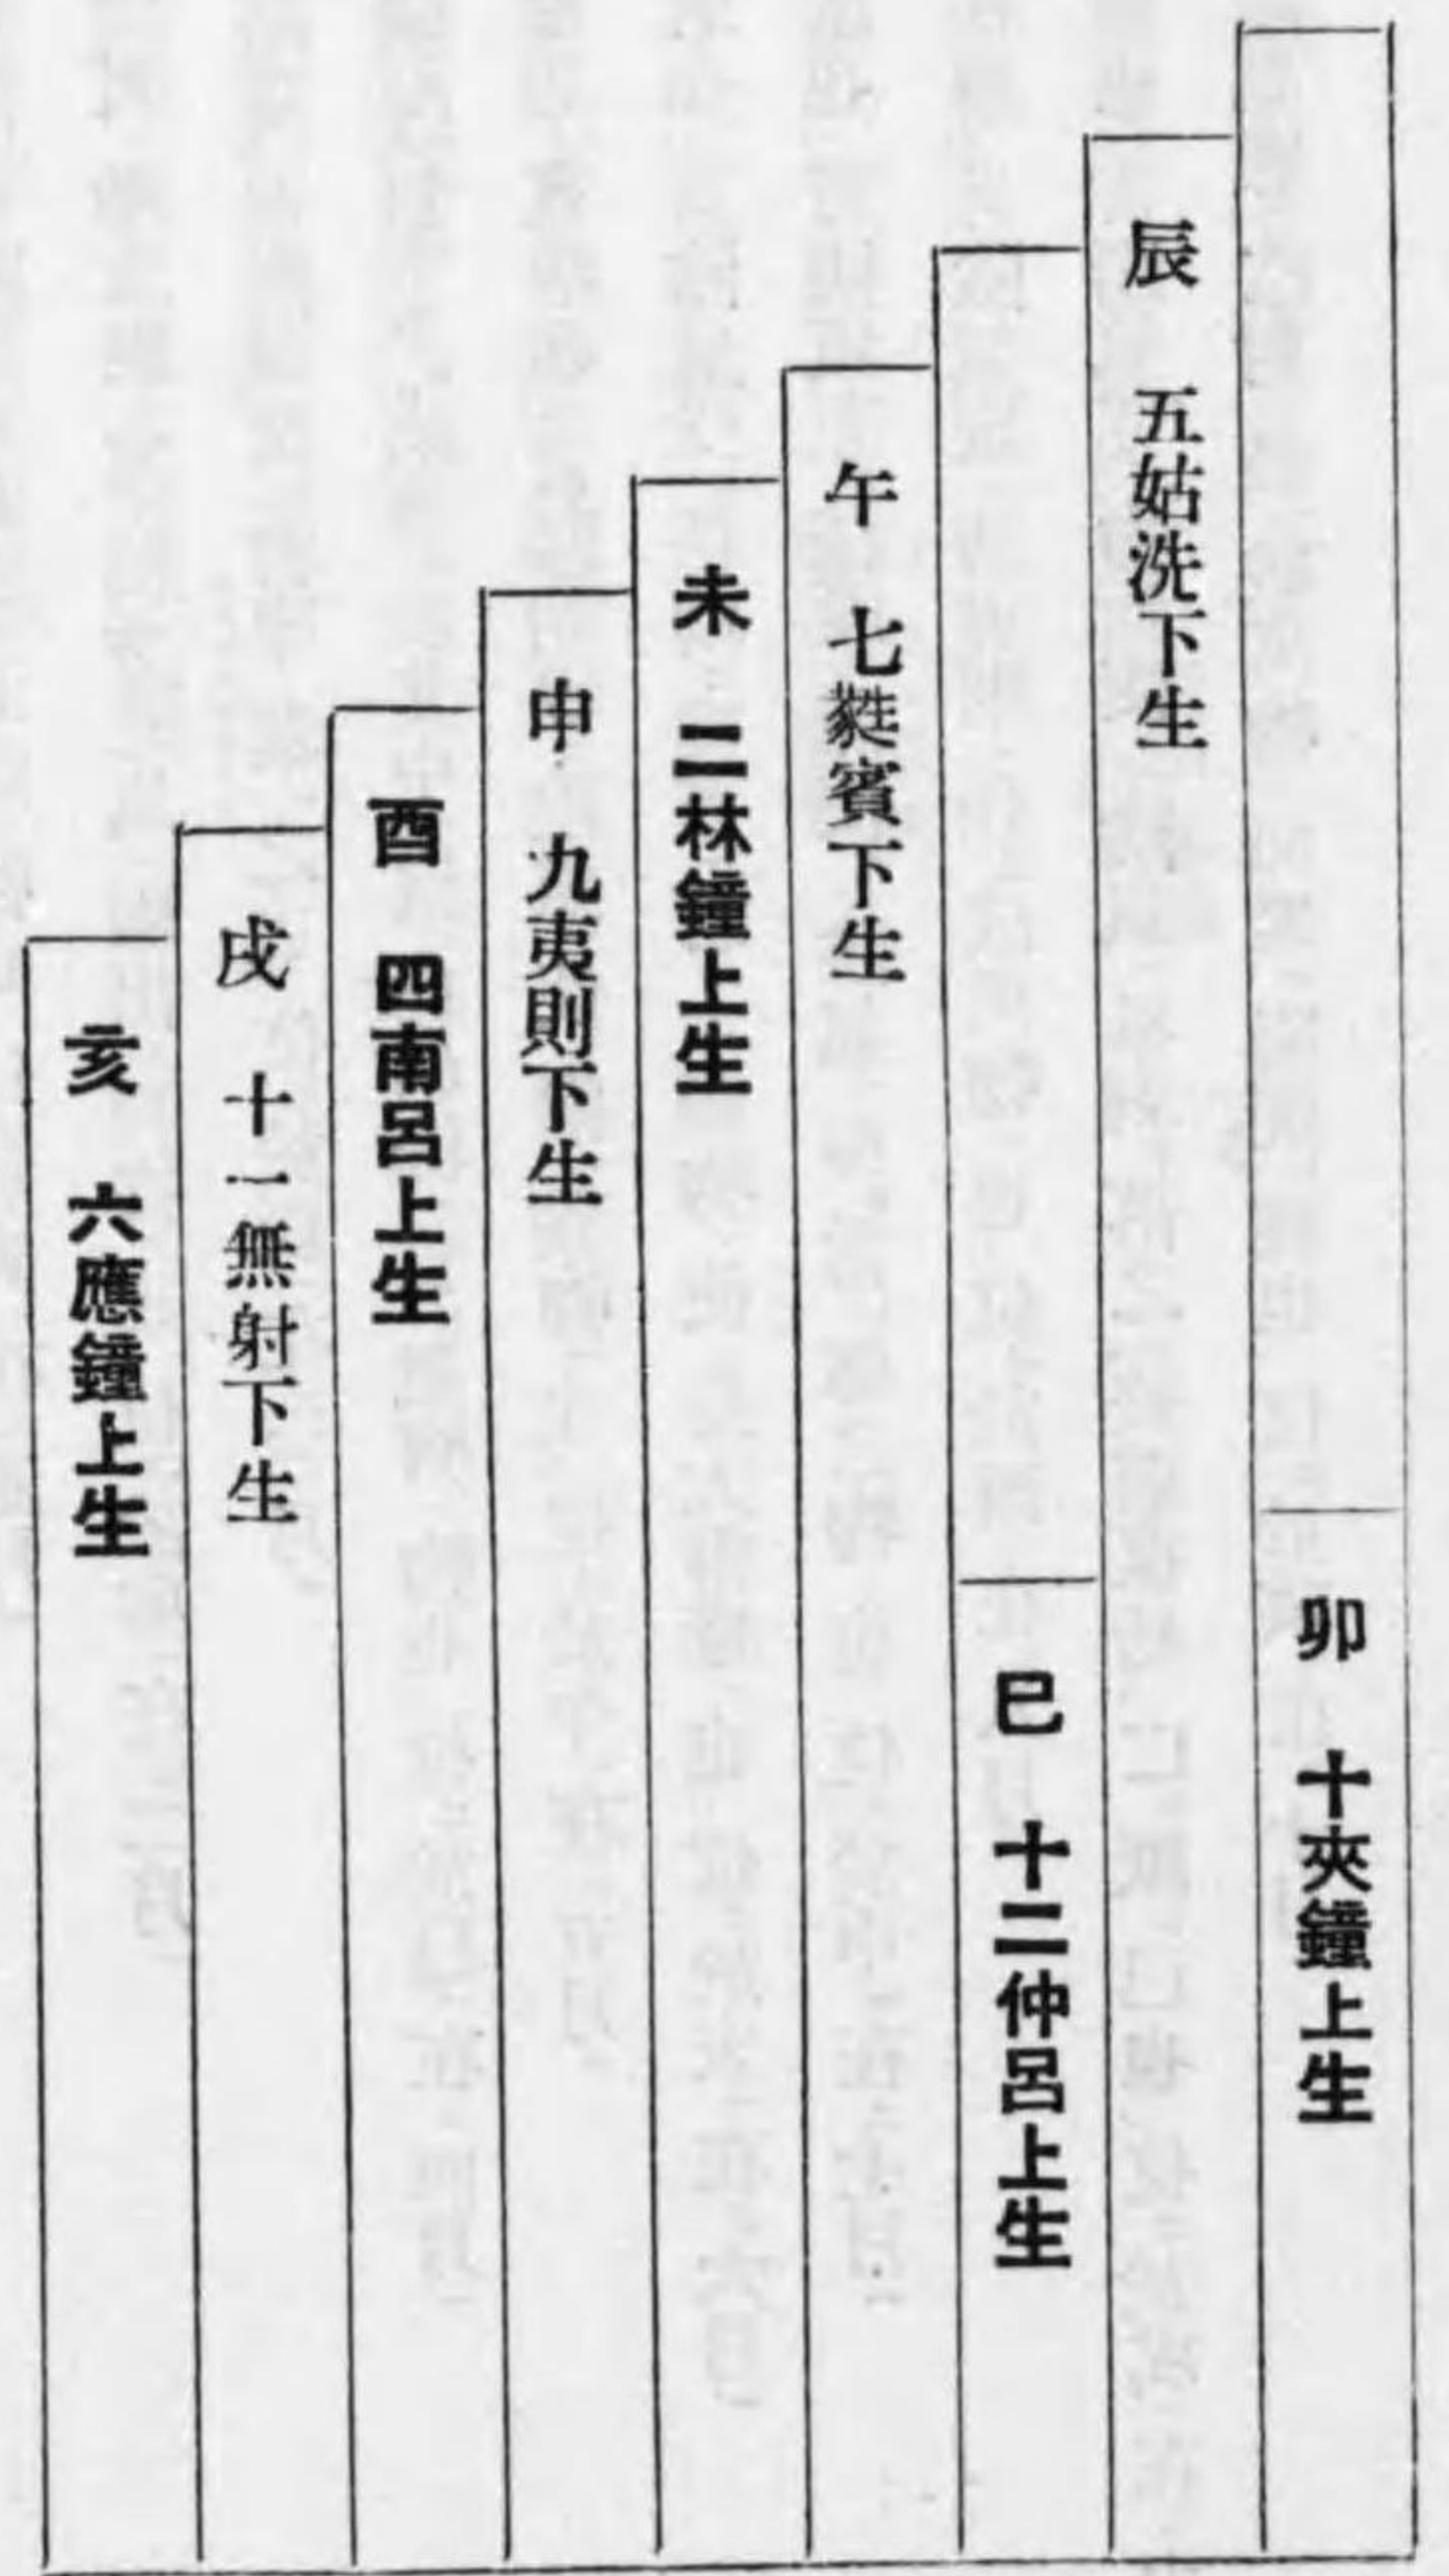 卯　十夾鐘上生
辰　五姑洗下生
巳　十二仲呂上生
午　七蕤賓下生
未　二林鐘上生
申　九夷則下生
酉　四南呂上生
戌　十一無射下生
亥　六應鐘上生